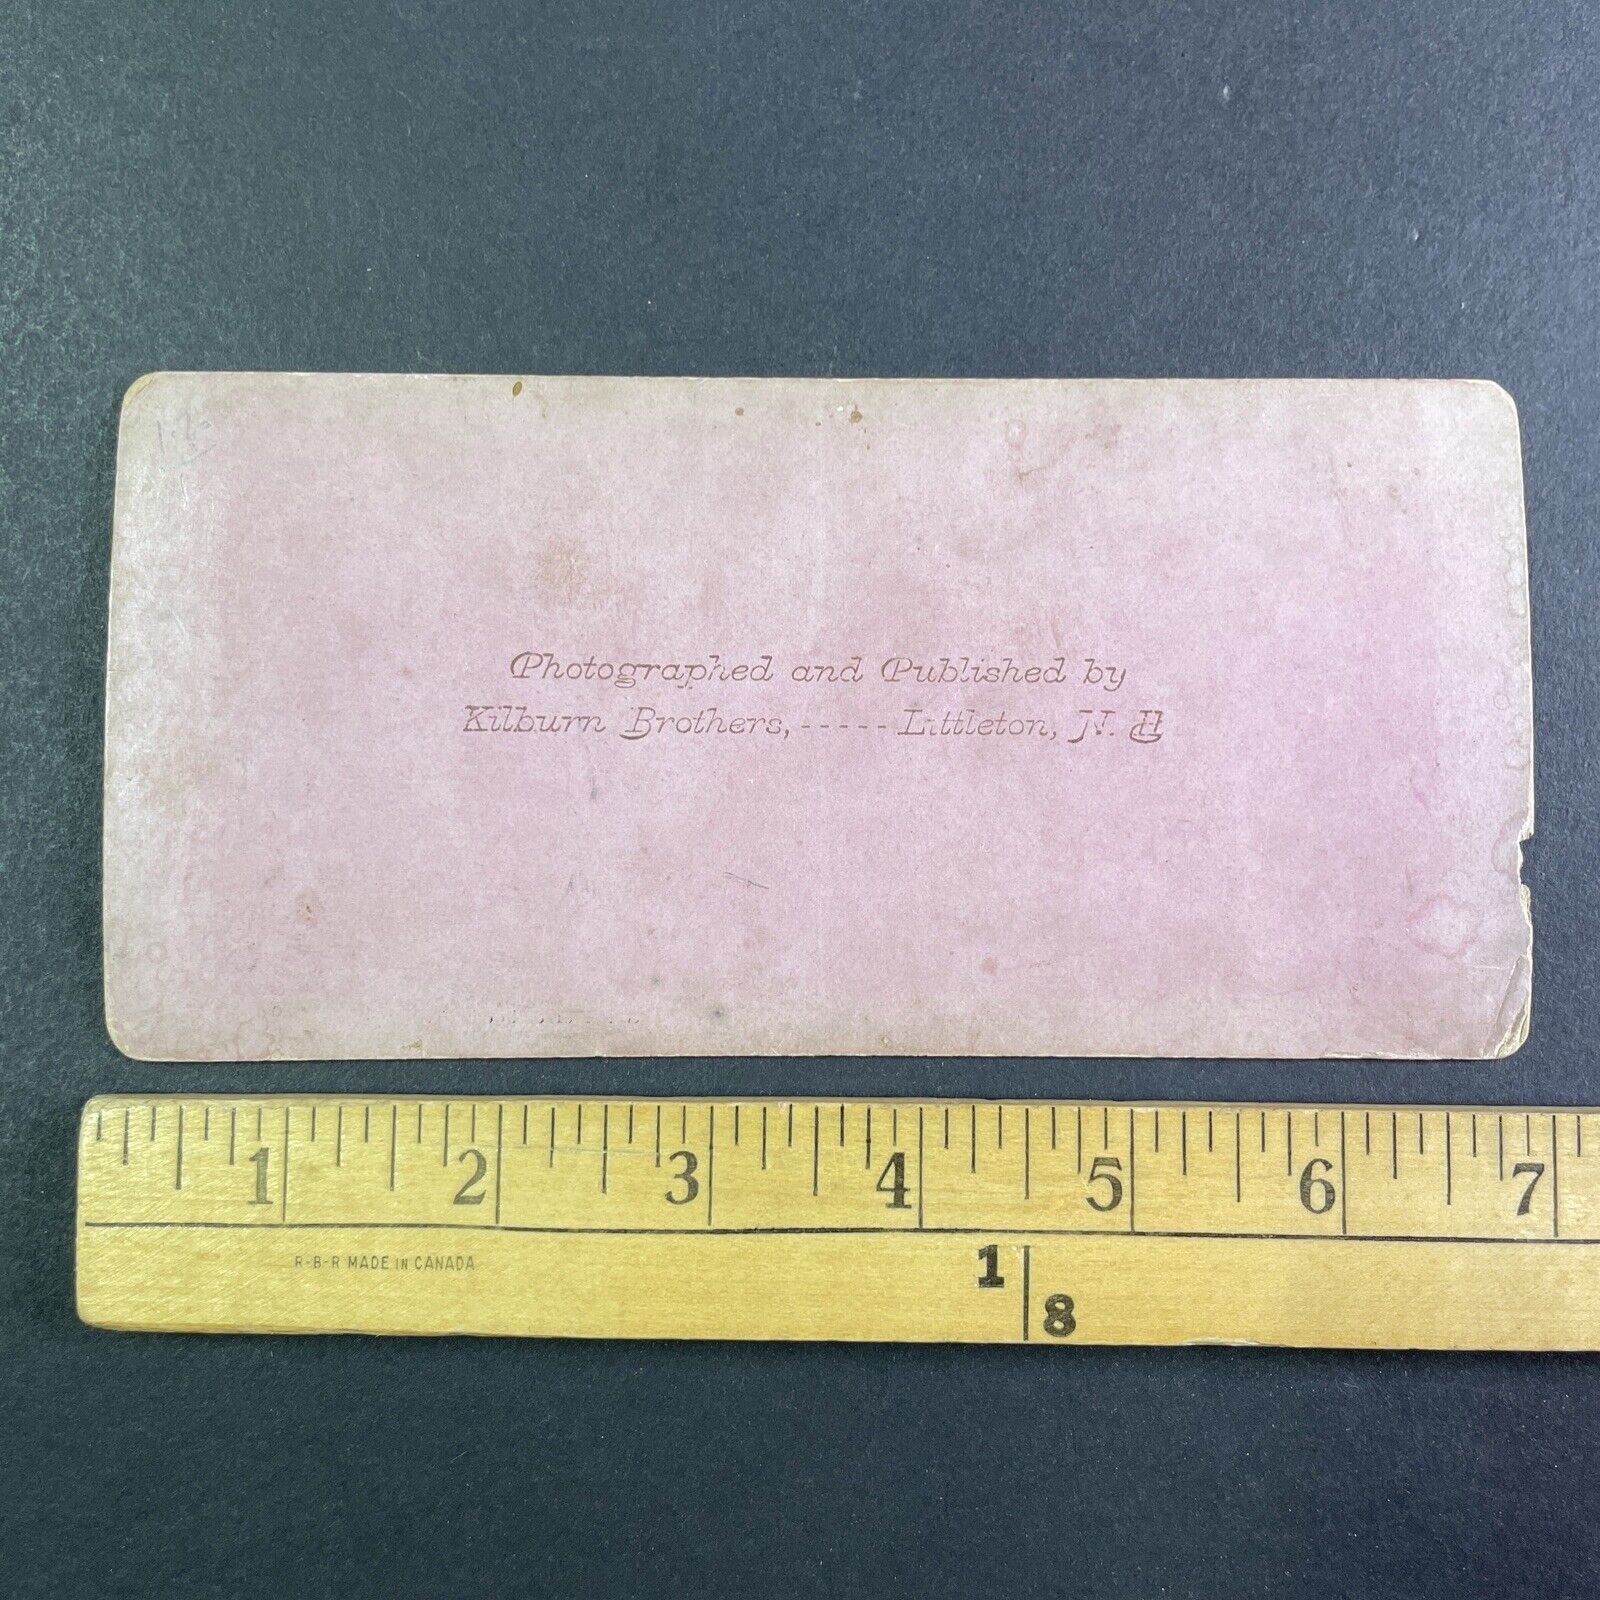 Photographed and Published by
Kilburn Brothers, ----- Littleton, N. H
1 2 3 4 5 6 7
R-B-R MADE IN CANADA
1
8